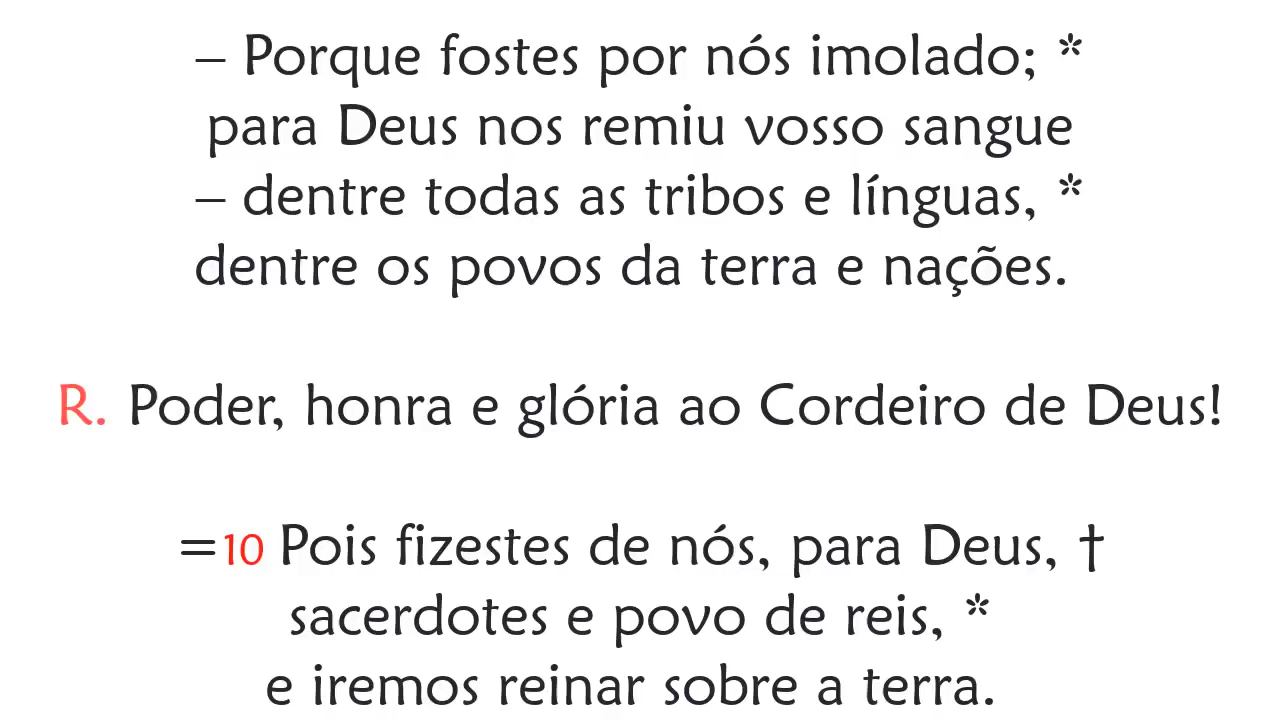 – Porque fostes por nós imolado; *
para Deus nos remiu vosso sangue
– dentre todas as tribos e línguas, *
dentre os povos da terra e nações.
R. Poder, honra e glória ao Cordeiro de Deus!
=10 Pois fizestes de nós, para Deus, †
sacerdotes e povo de reis, *
e iremos reinar sobre a terra.